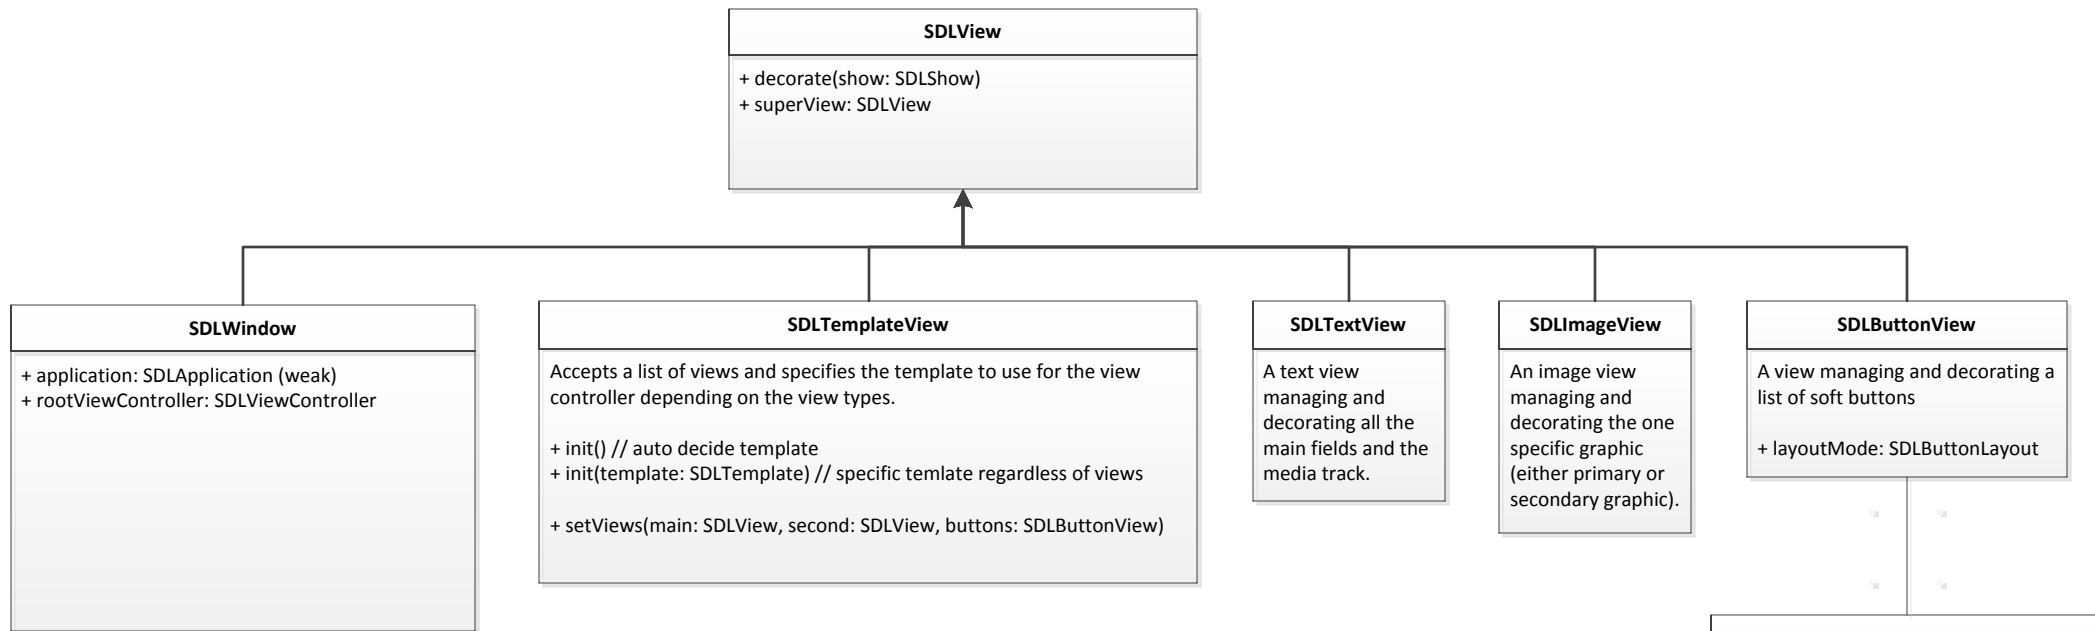 SDLView
+ decorate(show: SDLShow)
+ superView: SDLView
SDLWindow
+ application: SDLApplication (weak)
+ rootViewController: SDLViewController
SDLTemplateView
Accepts a list of views and specifies the template to use for the view
controller depending on the view types.
+ init() // auto decide template
+ init(template: SDLTemplate) // specific temlate regardless of views
+ setViews(main: SDLView, second: SDLView, buttons: SDLButtonView)
SDLTextView
A text view
managing and
decorating all the
main fields and the
media track.
SDLImageView
An image view
managing and
decorating the one
specific graphic
(either primary or
secondary graphic).
SDLButtonView
A view managing and decorating a
list of soft buttons
+ layoutMode: SDLButtonLayout